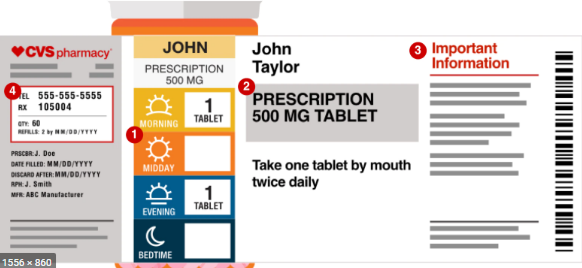 CVS pharmacy
4
TEL 555-555-5555
RX 105004
QTY: 60
REFILLS: 2 by MM/DD/YYYY
PRSCBR: J. Doe
DATE FILLED: MM/DD/YYYY
DISCARD AFTER: MM/DD/YYYY
RPH: J. Smith
MFR: ABC Manufacturer
1556 × 860
JOHN
PRESCRIPTION
500 MG
MORNING
1
TABLET
1
MIDDAY
EVENING
1
TABLET
BEDTIME
John
Taylor
2
PRESCRIPTION
500 MG TABLET
Take one tablet by mouth
twice daily
3
Important
Information